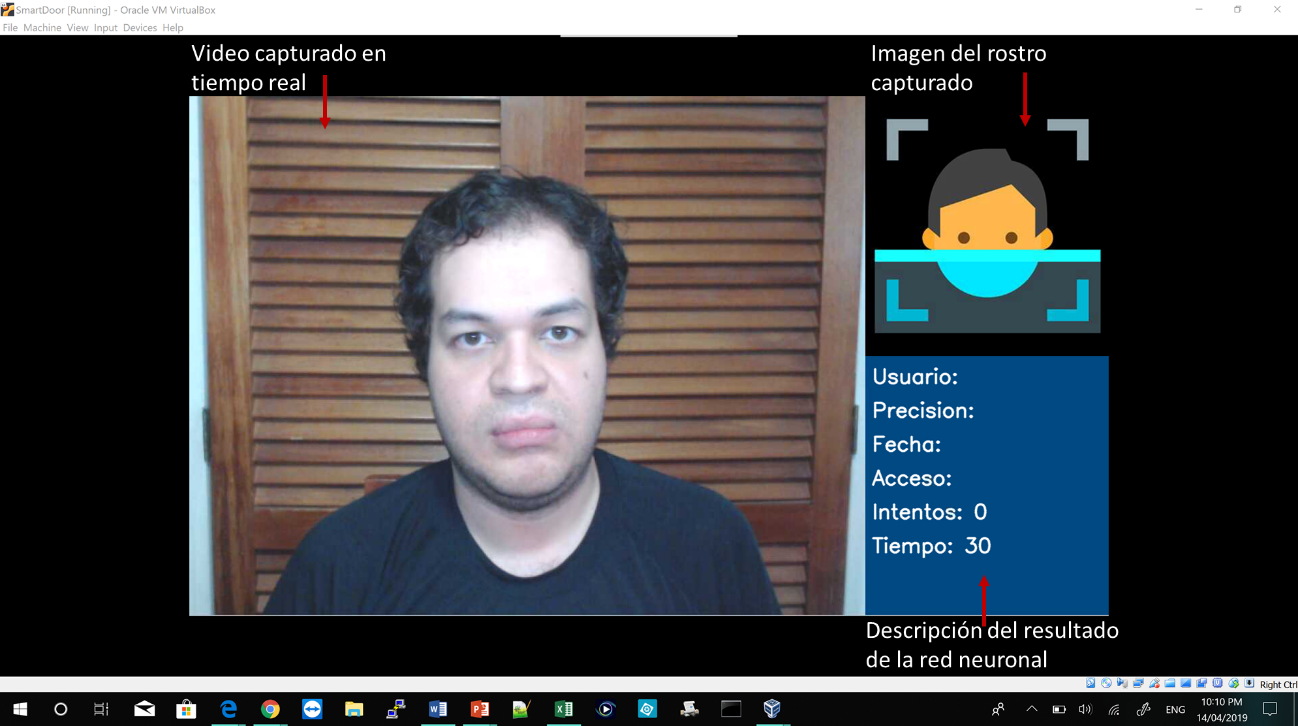 SmartDoor [Running] - Oracle VM VirtualBox
File Machine View Input Devices Help
Video capturado en
tiempo real
Imagen del rostro
capturado
Usuario:
Precision:
Fecha:
Acceso:
Intentos: 0
Tiempo: 30
Descripción del resultado
de la red neuronal
Right Ctrl
ENG
10:10 PM
14/04/2019